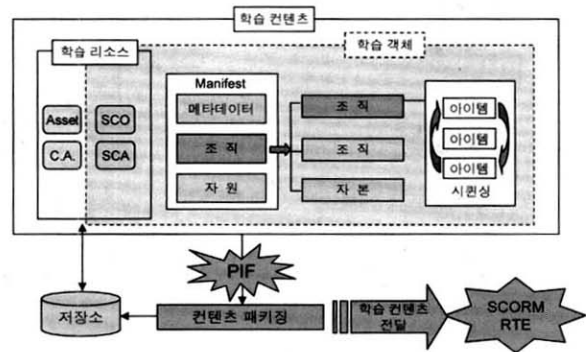 학습 컨텐츠
학습 리소스
학습 객체
Manifest
메타데이터
조 직
자 원
Asset
SCO
C.A.
SCA
조 직
조 직
자 본
아이템
아이템
아이템
시퀀싱
PIF
저장소
컨텐츠 패키징
학습 컨텐츠
전달
SCORM
RTE